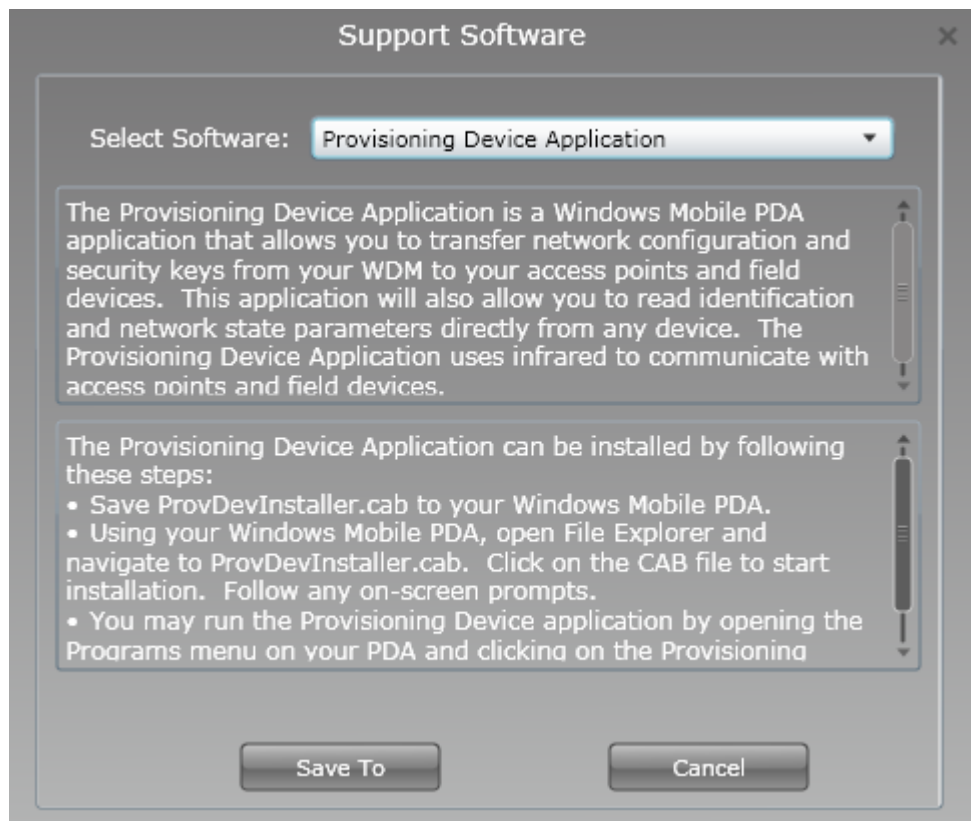 Support Software
Select Software: Provisioning Device Application
The Provisioning Device Application is a Windows Mobile PDA
application that allows you to transfer network configuration and
security keys from your WDM to your access points and field
devices.  This application will also allow you to read identification
and network state parameters directly from any device.  The
Provisioning Device Application uses infrared to communicate with
access points and field devices.
The Provisioning Device Application can be installed by following
these steps:
• Save ProvDevInstaller.cab to your Windows Mobile PDA.
• Using your Windows Mobile PDA, open File Explorer and
navigate to ProvDevInstaller.cab.  Click on the CAB file to start
installation.  Follow any on-screen prompts.
• You may run the Provisioning Device application by opening the
Programs menu on your PDA and clicking on the Provisioning
Save To Cancel